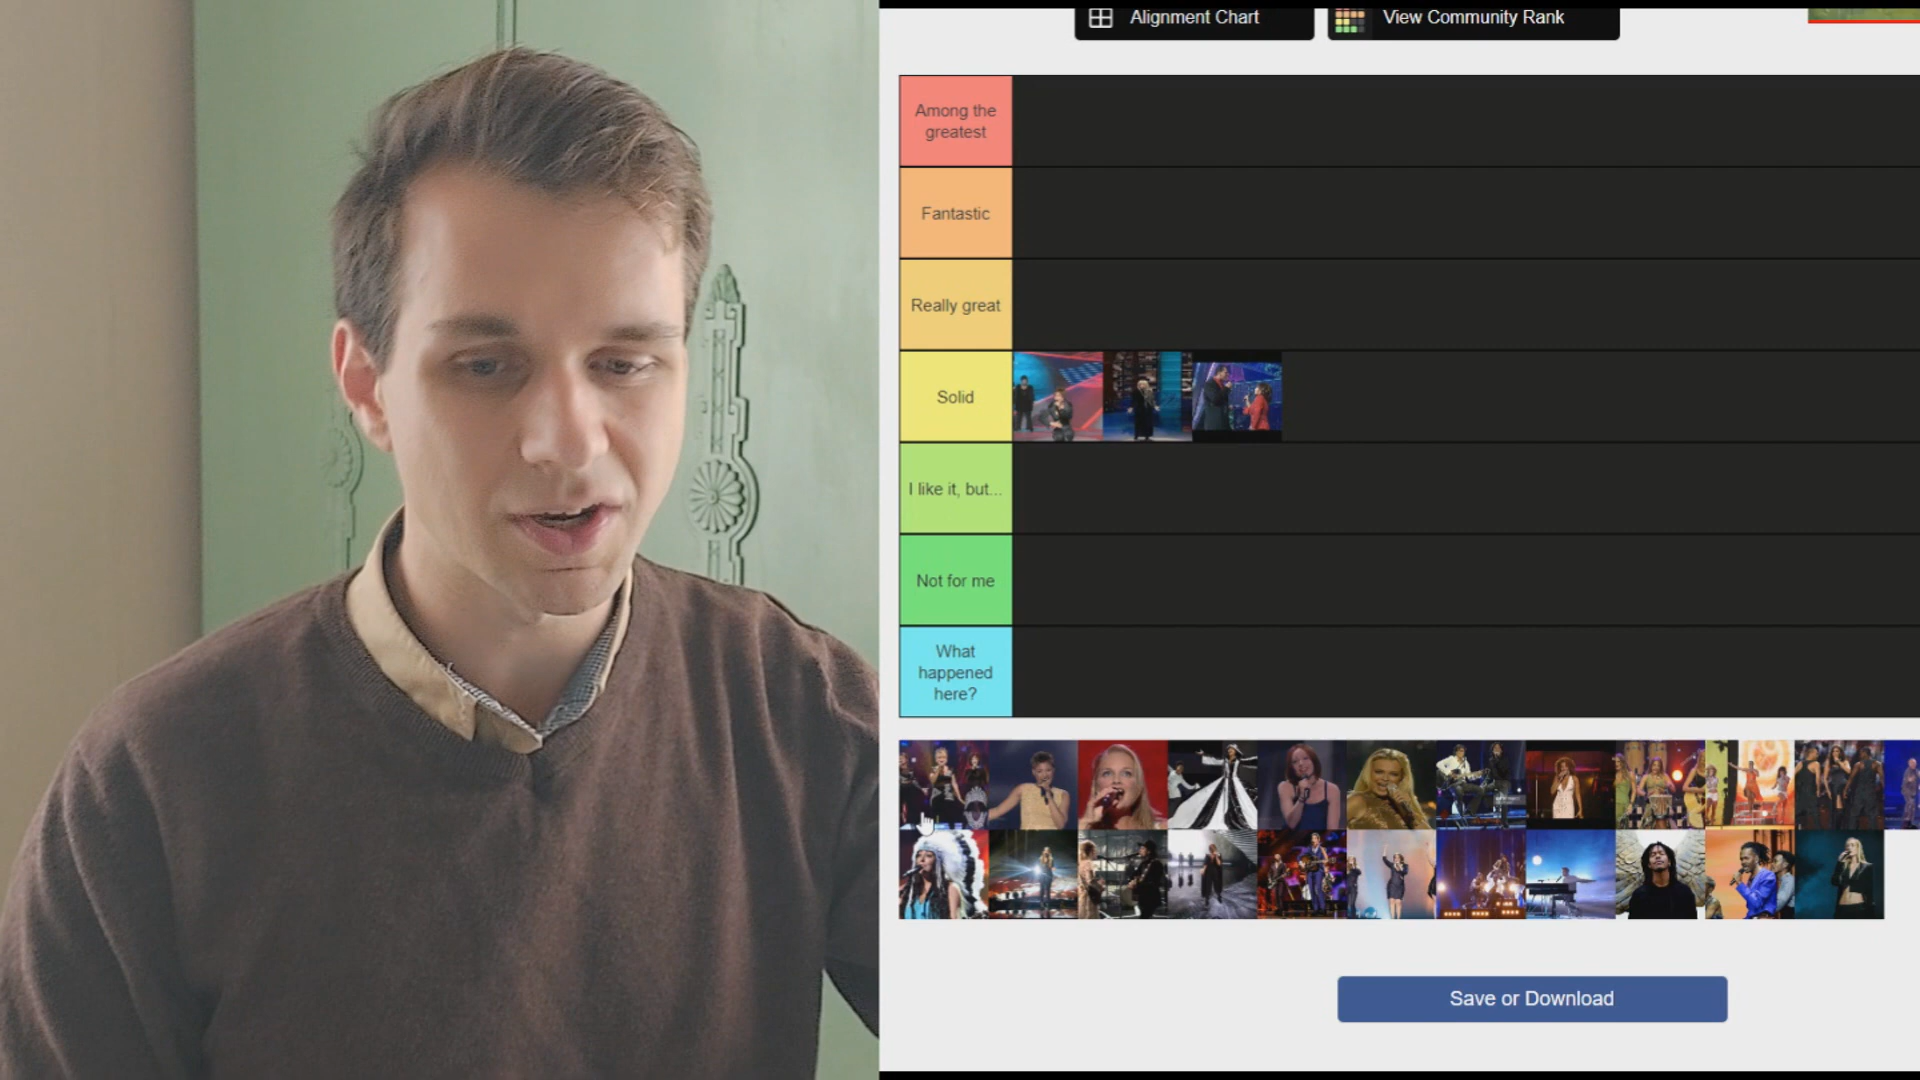 Alignment Chart
View Community Rank
Among the
greatest
Fantastic
Really great
Solid
I like it, but...
Not for me
What
happened
here?
Save or Download